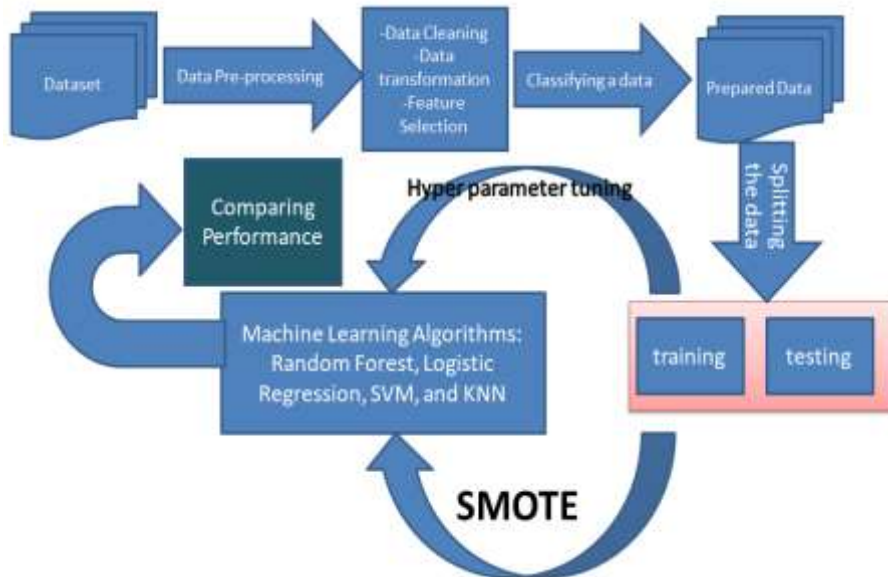 Dataset
Data Pre-processing
-Data Cleaning
-Data
transformation
-Feature
Selection
Classifying a data
Prepared Data
Splitting
the data
Hyper parameter tuning
Comparing
Performance
Machine Learning Algorithms:
Random Forest, Logistic
Regression, SVM, and KNN
training
testing
SMOTE